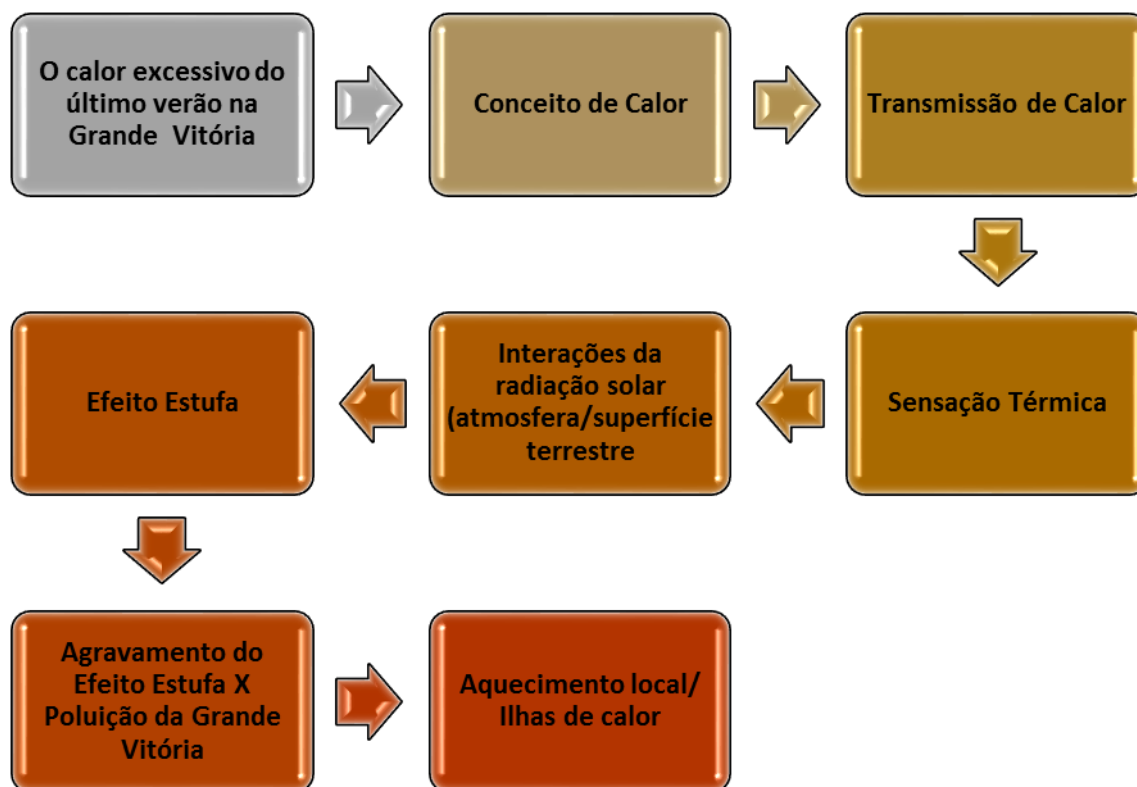 O calor excessivo do
último verão na
Grande Vitória
Conceito de Calor
Transmissão de Calor
Sensação Térmica
Interações da
radiação solar
(atmosfera/superfície
terrestre
Efeito Estufa
Agravamento do
Efeito Estufa X
Poluição da Grande
Vitória
Aquecimento local/
Ilhas de calor